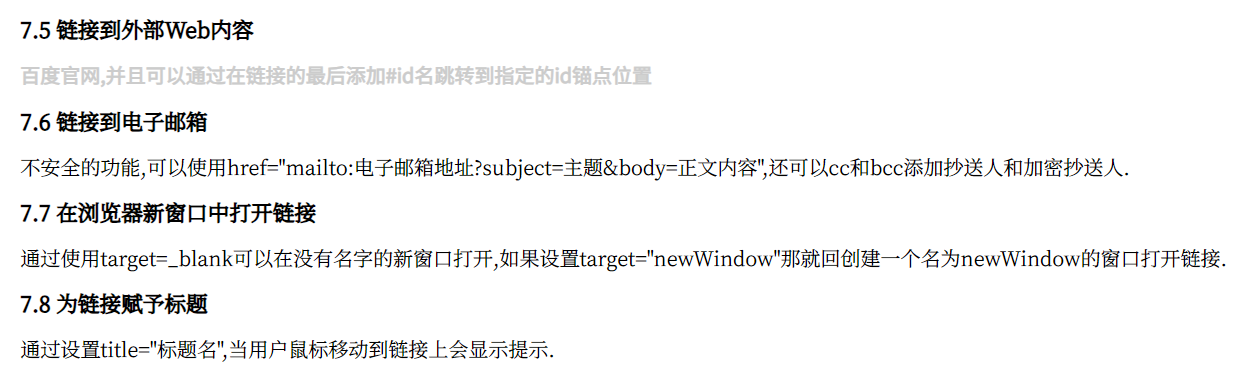 7.5 链接到外部Web内容
百度官网,并且可以通过在链接的最后添加#id名跳转到指定的id锚点位置
7.6 链接到电子邮箱
不安全的功能,可以使用href="mailto:电子邮箱地址?subject=主题&body=正文内容",还可以cc和bcc添加抄送人和加密抄送人.
7.7 在浏览器新窗口中打开链接
通过使用target=_blank可以在没有名字的新窗口打开,如果设置target="newWindow"那就回创建一个名为newWindow的窗口打开链接.
7.8 为链接赋予标题
通过设置title="标题名",当用户鼠标移动到链接上会显示提示.